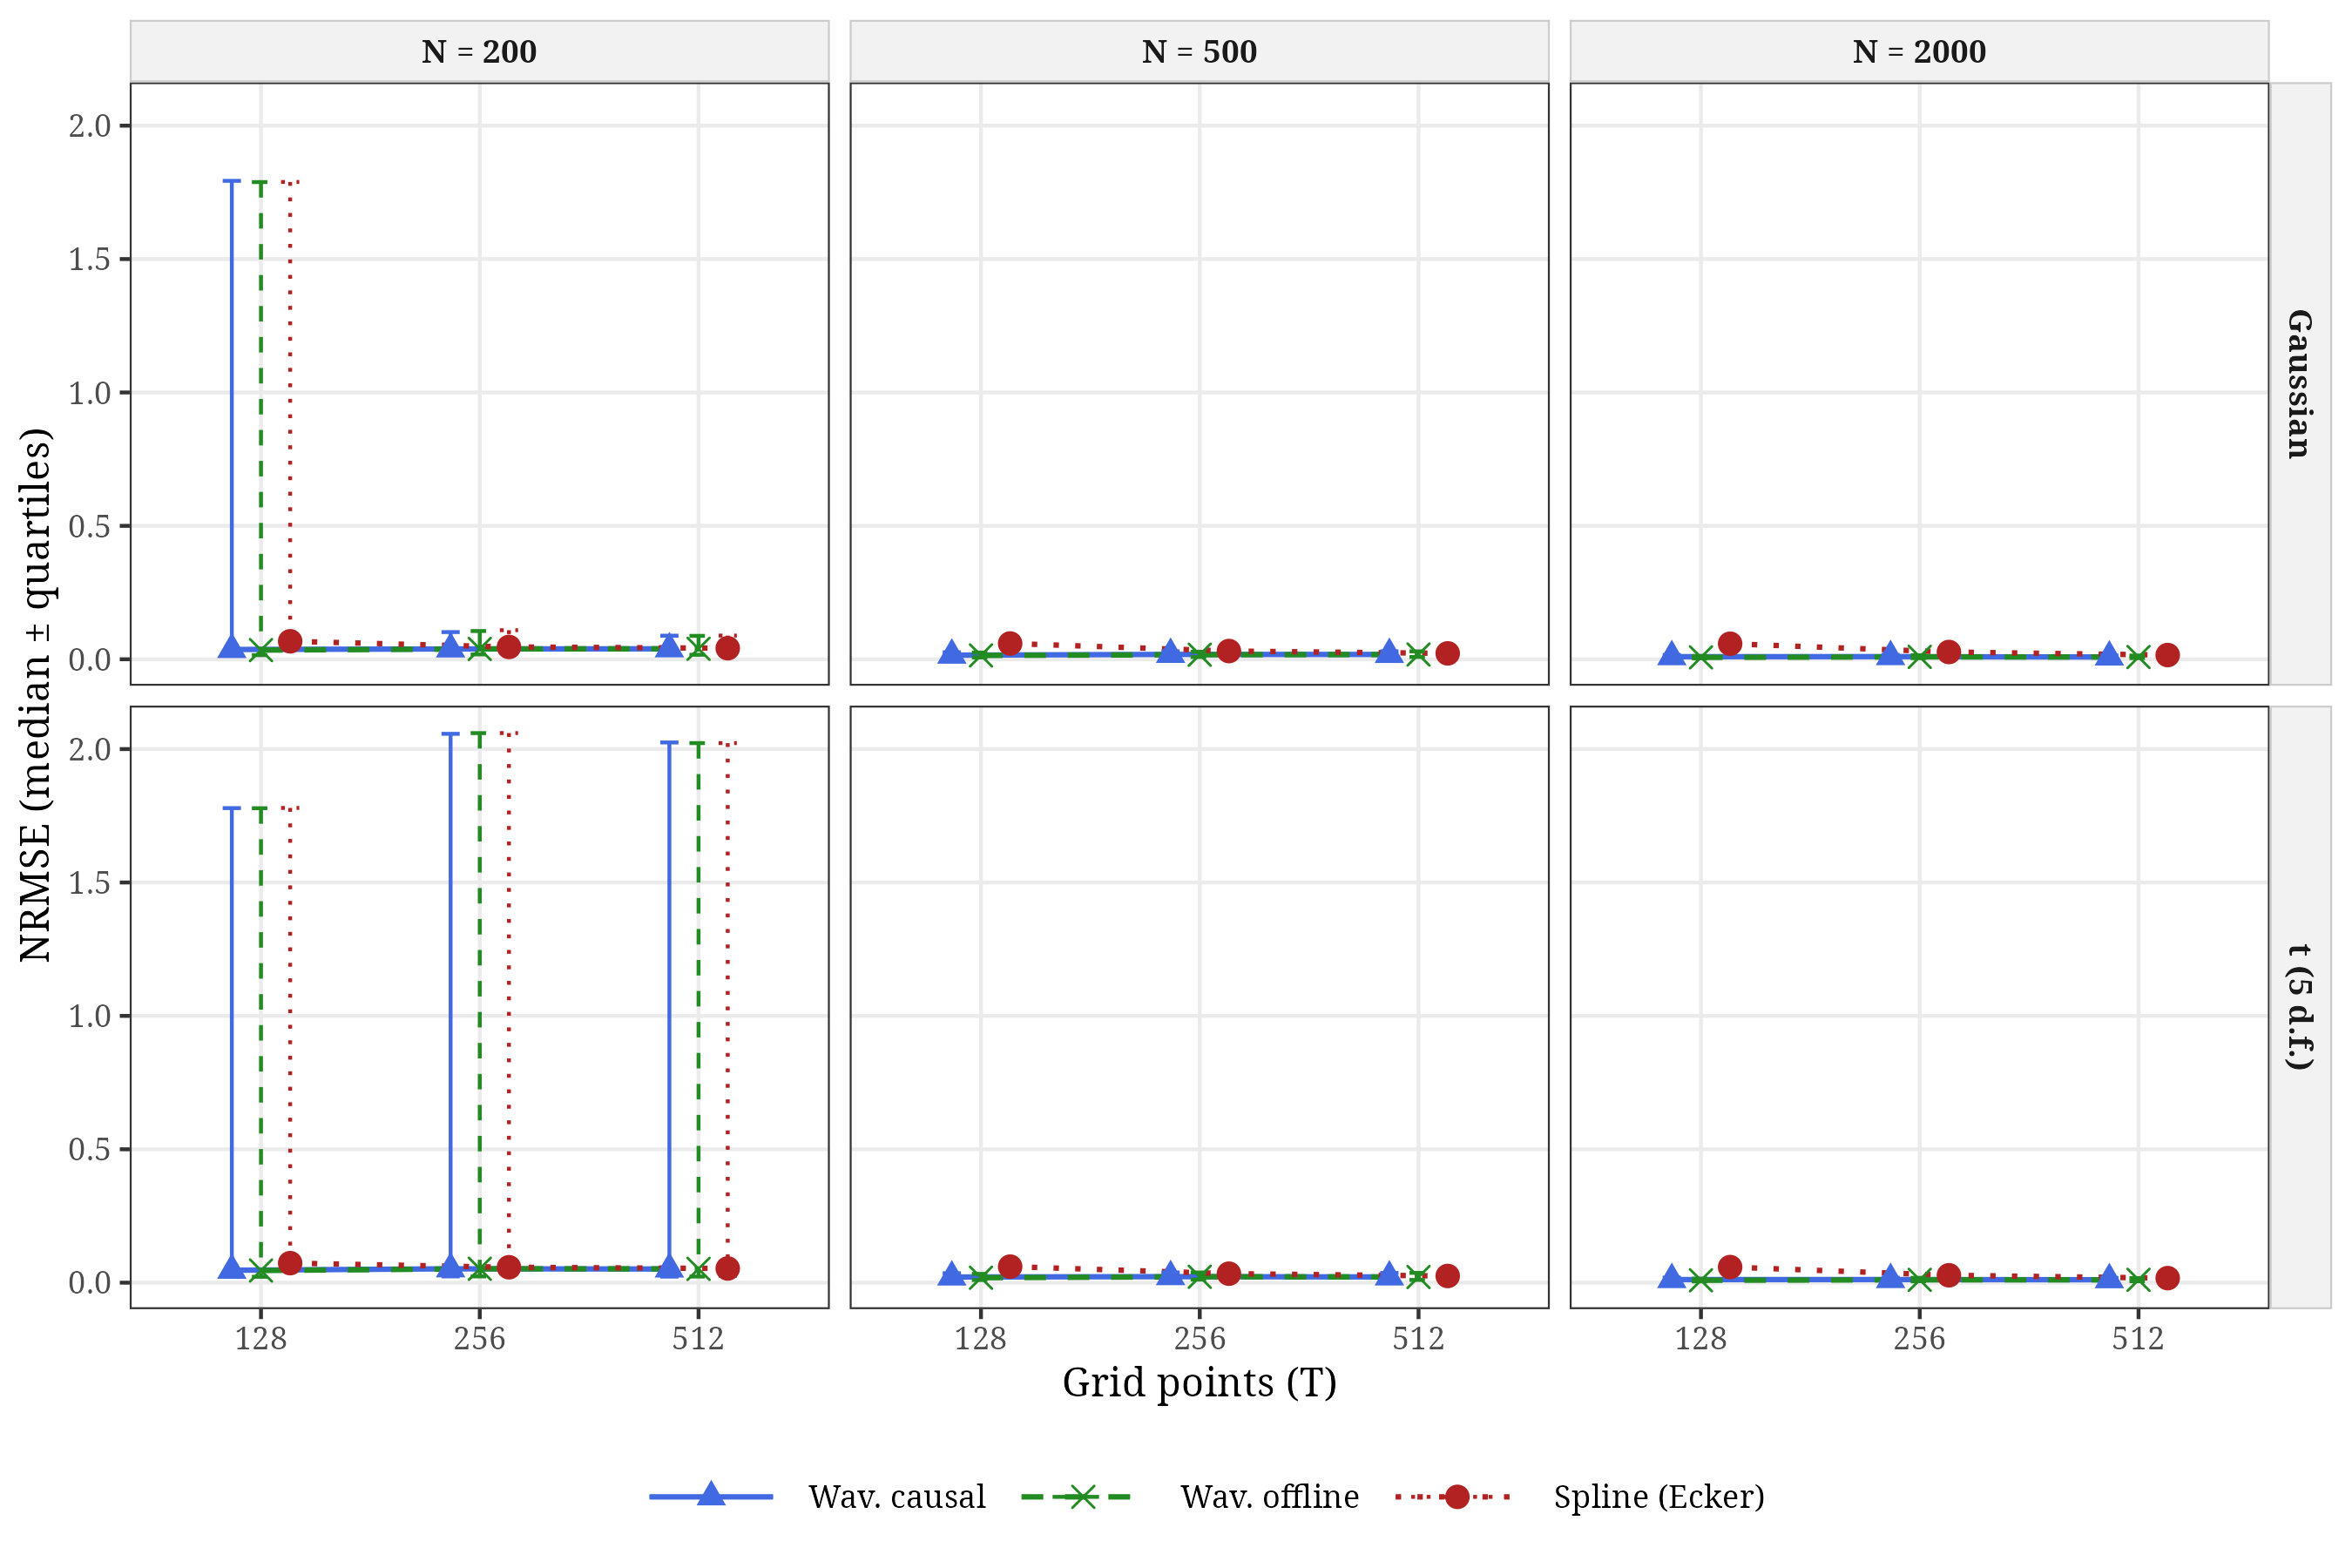 N = 200
N = 500
N = 2000
NRMSE (median ± quartiles)
2.0
1.5
1.0
0.5
0.0
Gaussian
2.0
1.5
1.0
0.5
0.0
t (5 d.f.)
128
256
512
128
256
512
128
256
512
Grid points (T)
Wav. causal
Wav. offline
Spline (Ecker)